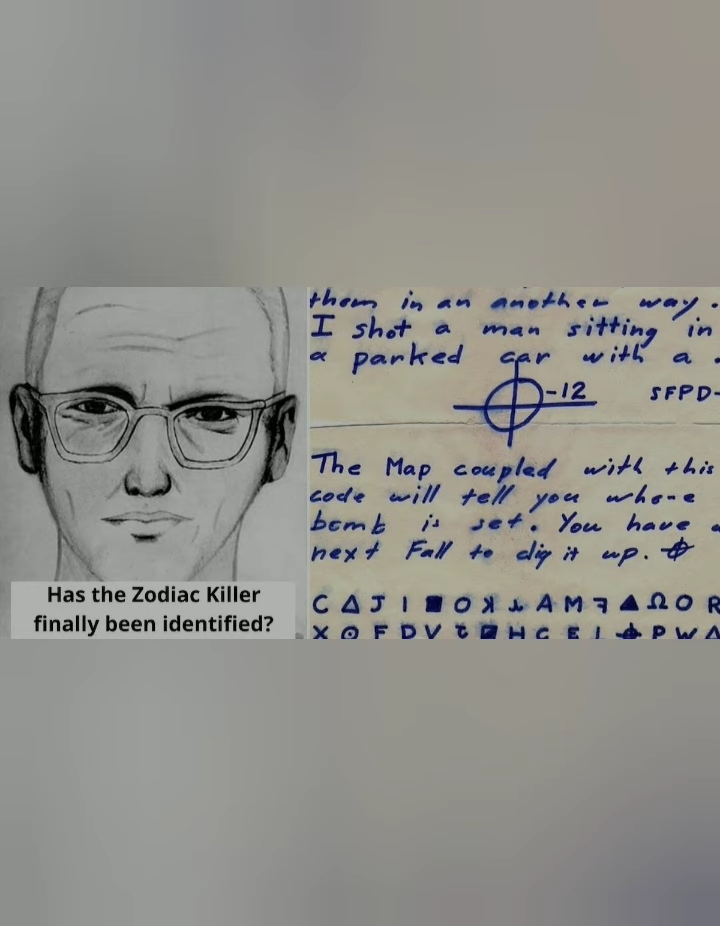 Has the Zodiac Killer
finally been identified?
them in an another way.
I shot a man sitting in
a parked car with a
-12 SFPD-
The Map coupled with this
code will tell you where
bomb is set. You have
next Fall to dig it up. ⌖
C Δ J I ■ O ꓘ A M ▲ Ω O R
X ⊙ F D V H C E I ⌖ P W Δ